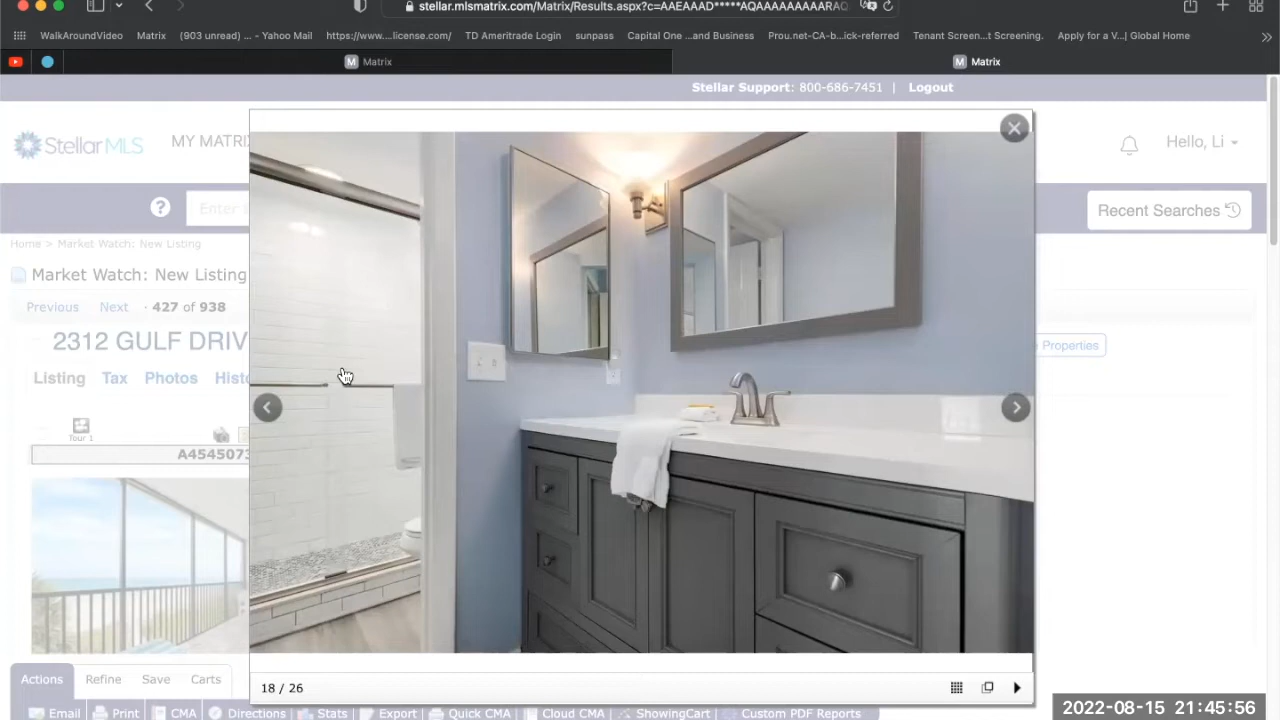 stellar.mlsmatrix.com/Matrix/Results.aspx?c=AAEAAAD*****AQAAAAAAAAARAQ
WalkAroundVideo Matrix (903 unread) ... - Yahoo Mail https://www....license.com/ TD Ameritrade Login sunpass Capital One ...and Business Prou.net-CA-b...ick-referred Tenant Screen...t Screening. Apply for a V...| Global Home
M Matrix M Matrix
Stellar Support: 800-686-7451 | Logout
StellarMLS MY MATRI Hello, Li
? Enter Recent Searches
Home > Market Watch: New Listing
Market Watch: New Listing
Previous Next · 427 of 938
2312 GULF DRIV Properties
Listing Tax Photos Hist
Tour 1
A4545073
18 / 26
Actions Refine Save Carts
Email Print CMA Directions Stats Export Quick CMA Cloud CMA ShowingCart Custom PDF Reports
2022-08-15 21:45:56